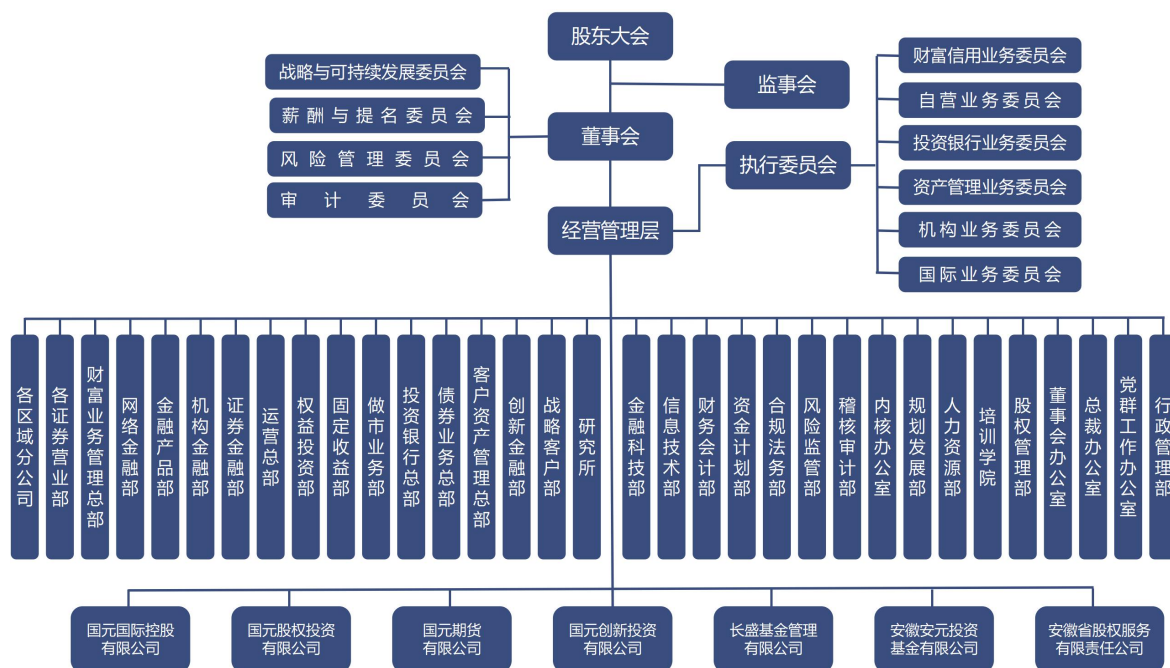 股东大会
战略与可持续发展委员会
薪酬与提名委员会
风险管理委员会
审计委员会
董事会
监事会
执行委员会
经营管理层
财富信用业务委员会
自营业务委员会
投资银行业务委员会
资产管理业务委员会
机构业务委员会
国际业务委员会
各区域分公司
各证券营业部
财富业务管理总部
网络金融部
金融产品部
机构金融部
证券金融部
运营总部
权益投资部
固定收益部
做市业务部
投资银行总部
债券业务总部
客户资产管理总部
创新金融部
战略客户部
研究所
金融科技部
信息技术部
财务会计部
资金计划部
合规法务部
风险监管部
稽核审计部
内核办公室
规划发展部
人力资源部
培训学院
股权管理部
董事会办公室
总裁办公室
党群工作办公室
行政管理部
国元国际控股
有限公司
国元股权投资
有限公司
国元期货
有限公司
国元创新投资
有限公司
长盛基金管理
有限公司
安徽安元投资
基金有限公司
安徽省股权服务
有限责任公司